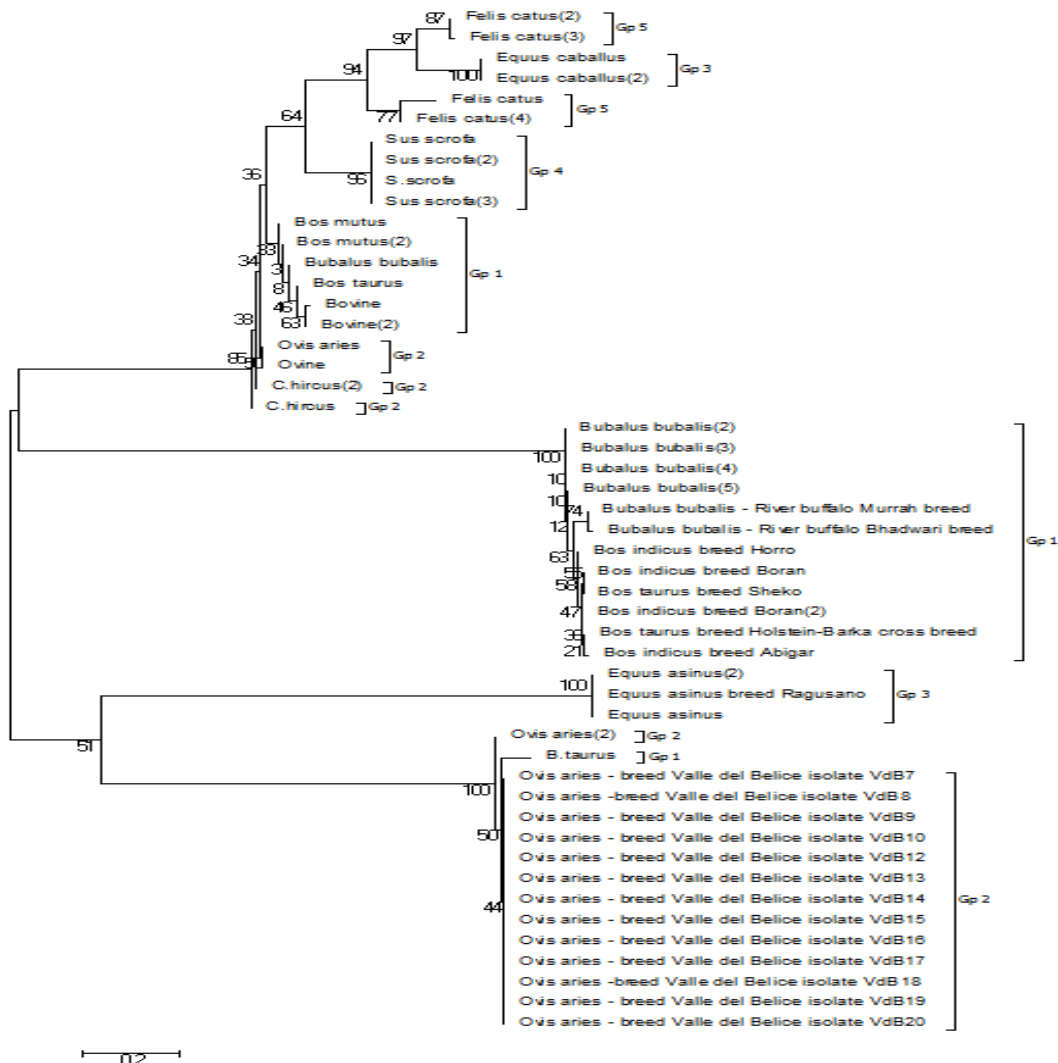 87
Felis catus(2)
Gp 5
Felis catus(3)
97
Equus caballus
Gp 3
100
Equus caballus(2)
94
Felis catus
Gp 5
77
Felis catus(4)
64
Sus scrofa
Sus scrofa(2)
Gp 4
96
S.scrofa
Sus scrofa(3)
36
Bos mutus
33
Bos mutus(2)
34
3
Bubalus bubalis
Gp 1
8
Bos taurus
46
Bovine
38
63
Bovine(2)
Ovis aries
Gp 2
85
Ovine
C.hircus(2)
Gp 2
C.hircus
Gp 2
Bubalus bubalis(2)
Bubalus bubalis(3)
100
Bubalus bubalis(4)
10
Bubalus bubalis(5)
10
74
Bubalus bubalis - River buffalo Murrah breed
12
Bubalus bubalis - River buffalo Bhadwari breed
Gp 1
63
Bos indicus breed Horro
Bos indicus breed Boran
58
Bos taurus breed Sheko
47
Bos indicus breed Boran(2)
36
Bos taurus breed Holstein-Barka cross breed
21
Bos indicus breed Abigar
Equus asinus(2)
100
Equus asinus breed Ragusano
Gp 3
Equus asinus
51
Ovis aries(2)
Gp 2
B.taurus
Gp 1
100
Ovis aries - breed Valle del Belice isolate VdB7
Ovis aries -breed Valle del Belice isolate VdB8
Ovis aries - breed Valle del Belice isolate VdB9
50
Ovis aries - breed Valle del Belice isolate VdB10
Ovis aries - breed Valle del Belice isolate VdB12
Ovis aries - breed Valle del Belice isolate VdB13
44
Ovis aries - breed Valle del Belice isolate VdB14
Gp 2
Ovis aries - breed Valle del Belice isolate VdB15
Ovis aries - breed Valle del Belice isolate VdB16
Ovis aries - breed Valle del Belice isolate VdB17
Ovis aries -breed Valle del Belice isolate VdB18
Ovis aries - breed Valle del Belice isolate VdB19
Ovis aries - breed Valle del Belice isolate VdB20
0.2